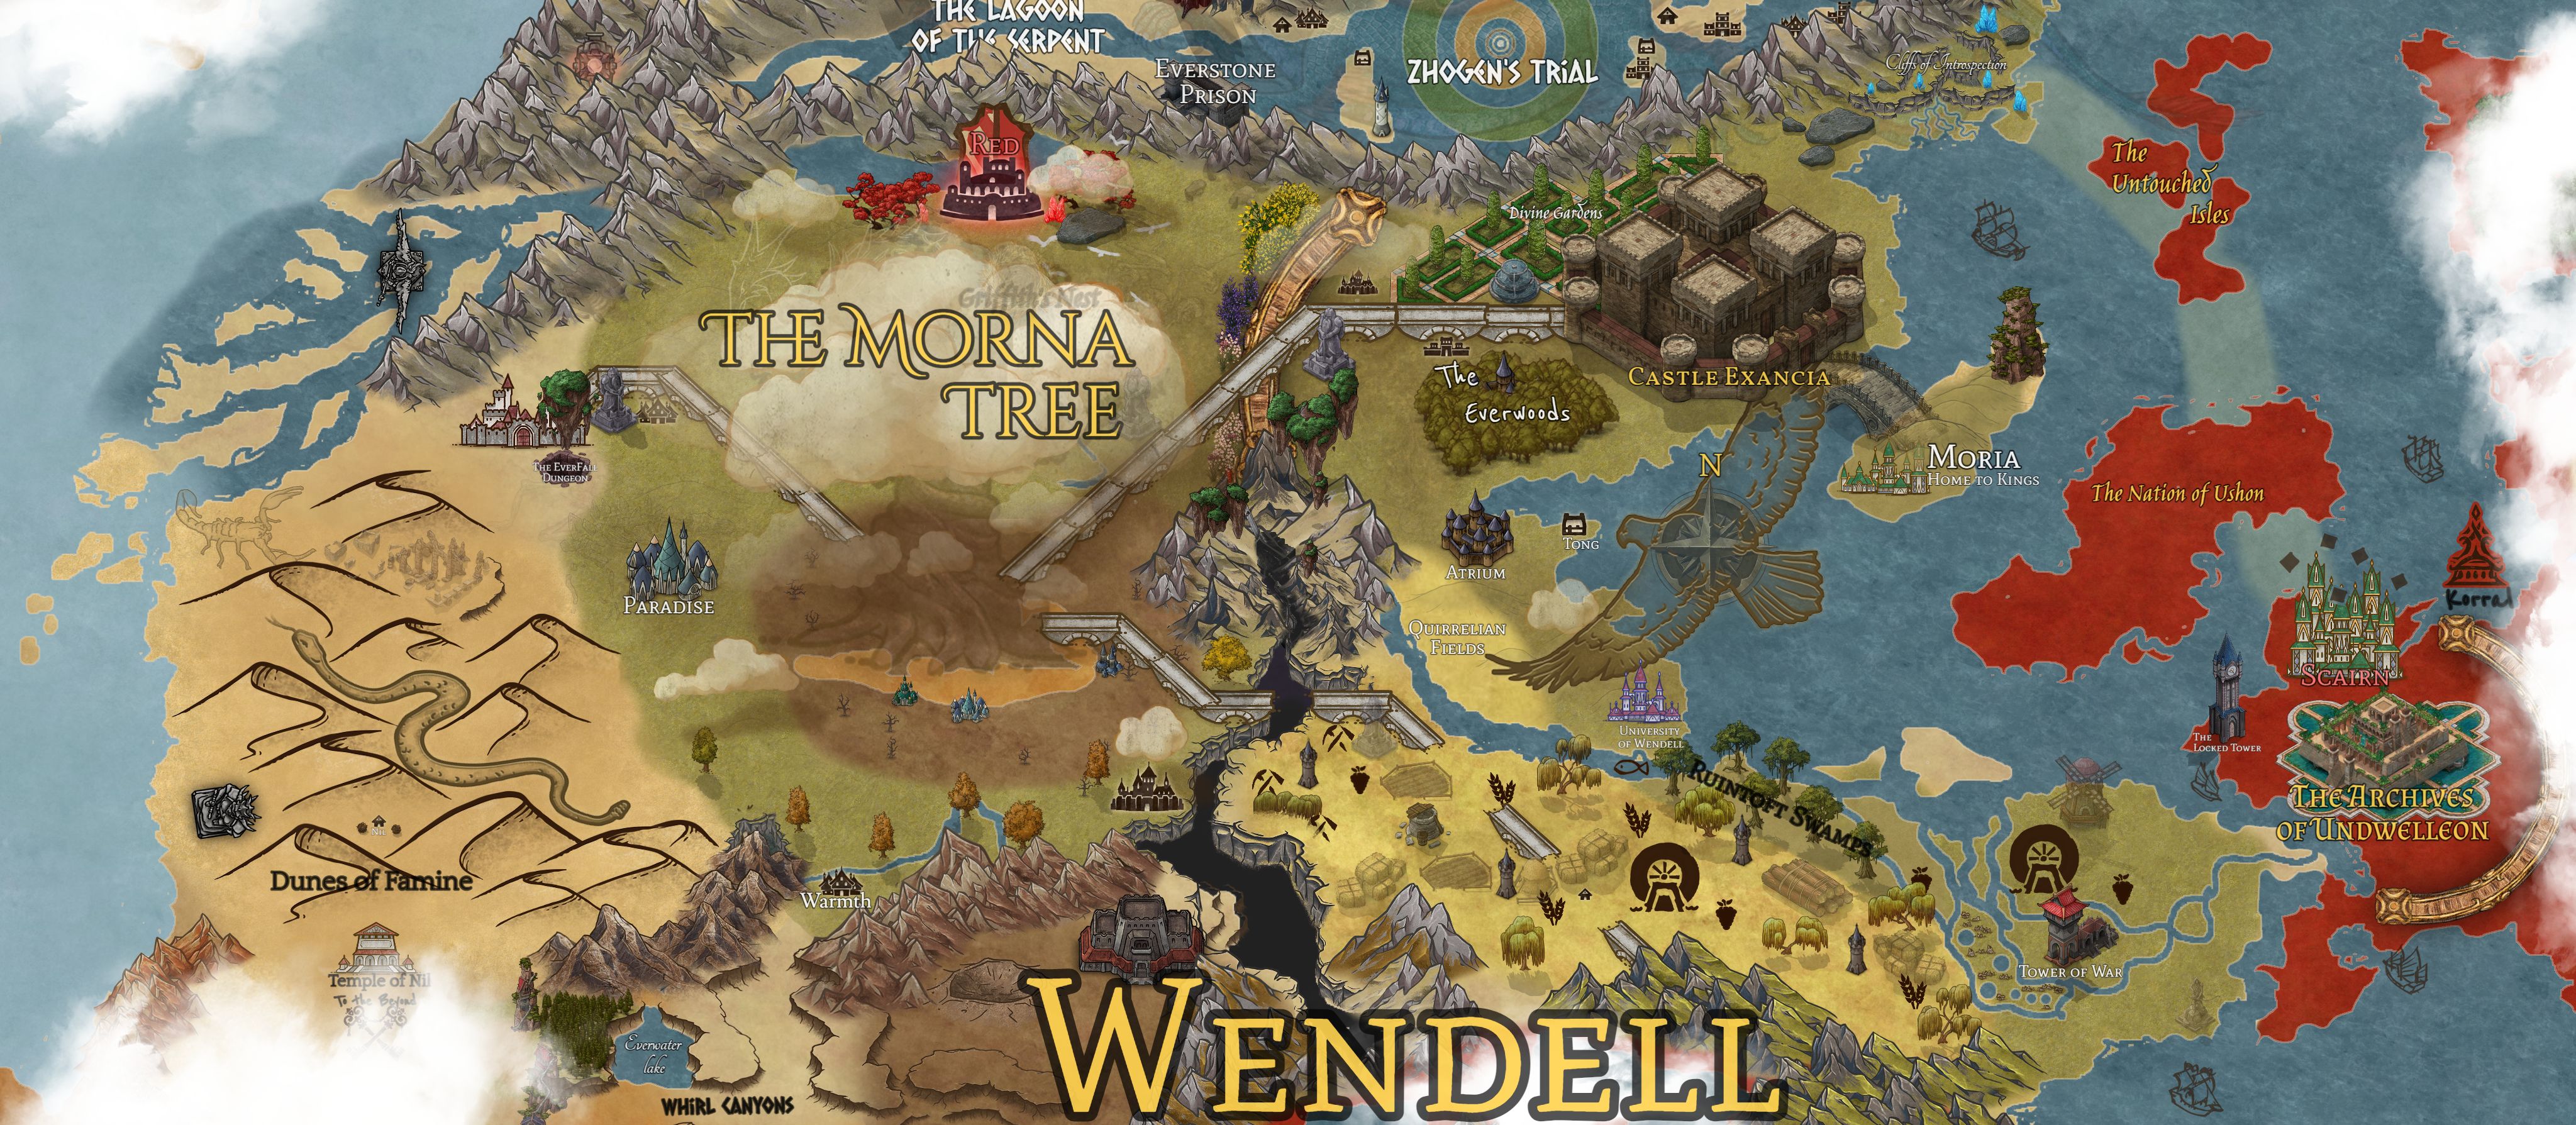 THE LAGOON
OF THE SERPENT
EVERSTONE
PRISON
ZHOGEN'S TRIAL
Cliffs of Introspection
RED
The
Untouched
Isles
Divine Gardens
Griffith's Nest
THE MORNA
TREE
CASTLE EXANCIA
The
Everwoods
THE EVERFALL
DUNGEON
MORIA
HOME TO KINGS
N
The Nation of Ushon
TONG
ATRIUM
PARADISE
Korral
QUIRRELIAN
FIELDS
SCAIRN
UNIVERSITY
OF WENDELL
THE
LOCKED TOWER
RUINTOFT SWAMPS
THE ARCHIVES
OF UNDWELLEON
Nil
Dunes of Famine
Warmth
TOWER OF WAR
Temple of Nil
To the Beyond
Everwater
lake
WHIRL CANYONS
WENDELL